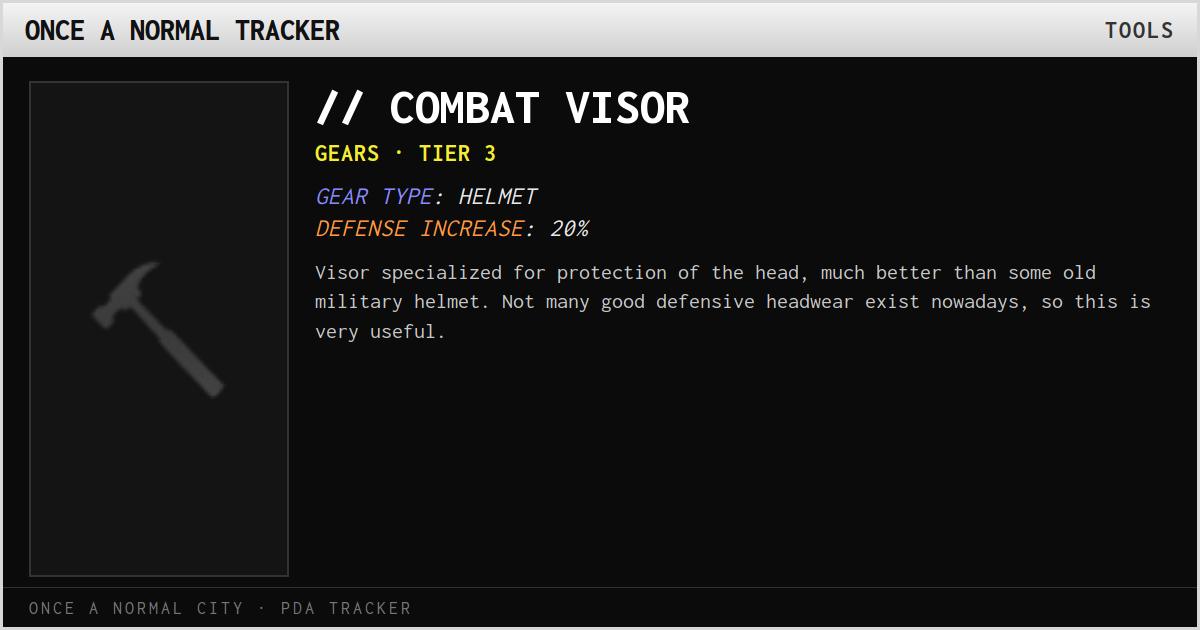 ONCE A NORMAL TRACKER
TOOLS
// COMBAT VISOR
GEARS · TIER 3
GEAR TYPE: HELMET
DEFENSE INCREASE: 20%
Visor specialized for protection of the head, much better than some old
military helmet. Not many good defensive headwear exist nowadays, so this is
very useful.
ONCE A NORMAL CITY · PDA TRACKER